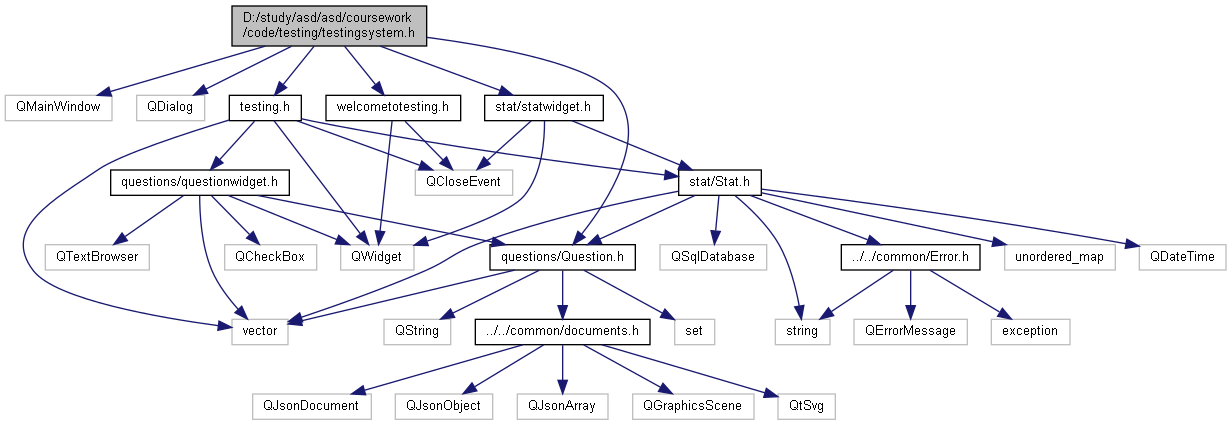 D:/study/asd/asd/coursework
/code/testing/testingsystem.h
QMainWindow
QDialog
testing.h
welcometotesting.h
stat/statwidget.h
questions/questionwidget.h
QCloseEvent
stat/Stat.h
QTextBrowser
QCheckBox
QWidget
questions/Question.h
QSqlDatabase
../../common/Error.h
unordered_map
QDateTime
vector
QString
../../common/documents.h
set
string
QErrorMessage
exception
QJsonDocument
QJsonObject
QJsonArray
QGraphicsScene
QtSvg